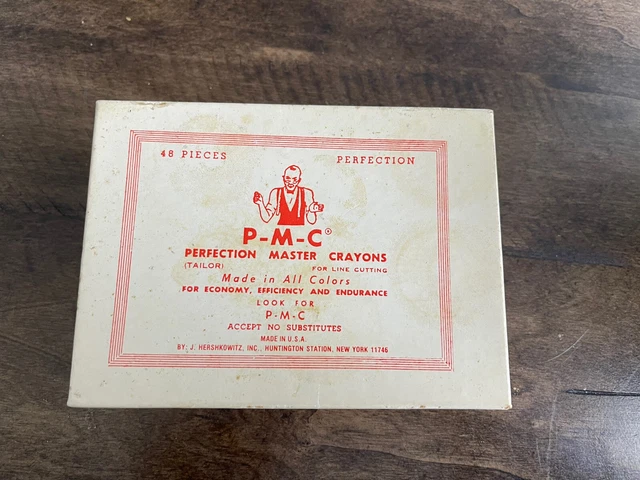 48 PIECES PERFECTION
P-M-C®
PERFECTION MASTER CRAYONS
(TAILOR) FOR LINE CUTTING
Made in All Colors
FOR ECONOMY, EFFICIENCY AND ENDURANCE
LOOK FOR
P-M-C
ACCEPT NO SUBSTITUTES
MADE IN U.S.A.
BY: J. HERSHKOWITZ, INC., HUNTINGTON STATION, NEW YORK 11746